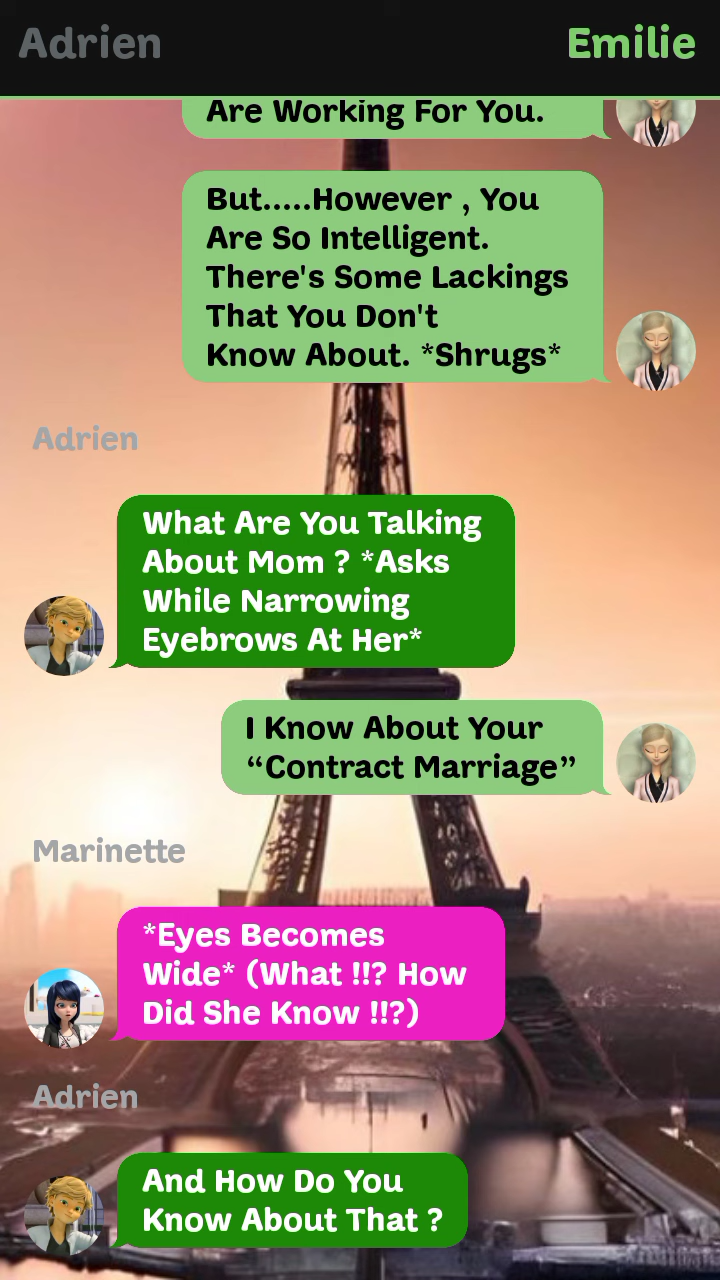 Adrien
Emilie
Are Working For You.
But.....However , You
Are So Intelligent.
There's Some Lackings
That You Don't
Know About. *Shrugs*
Adrien
What Are You Talking
About Mom ? *Asks
While Narrowing
Eyebrows At Her*
I Know About Your
“Contract Marriage”
Marinette
*Eyes Becomes
Wide* (What !!? How
Did She Know !!?)
Adrien
And How Do You
Know About That ?